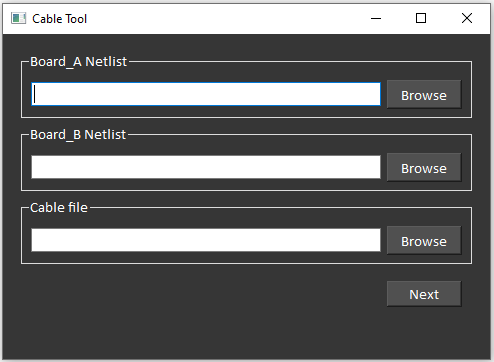 Cable Tool
Board_A Netlist
Browse
Board_B Netlist
Browse
Cable file
Browse
Next